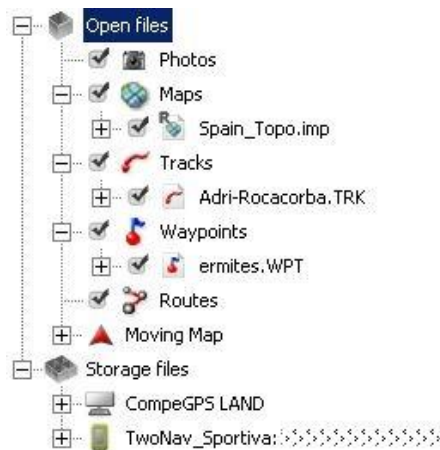 Open files
Photos
Maps
Spain_Topo.imp
Tracks
Adri-Rocacorba.TRK
Waypoints
ermites.WPT
Routes
Moving Map
Storage files
CompeGPS LAND
TwoNav_Sportiva: